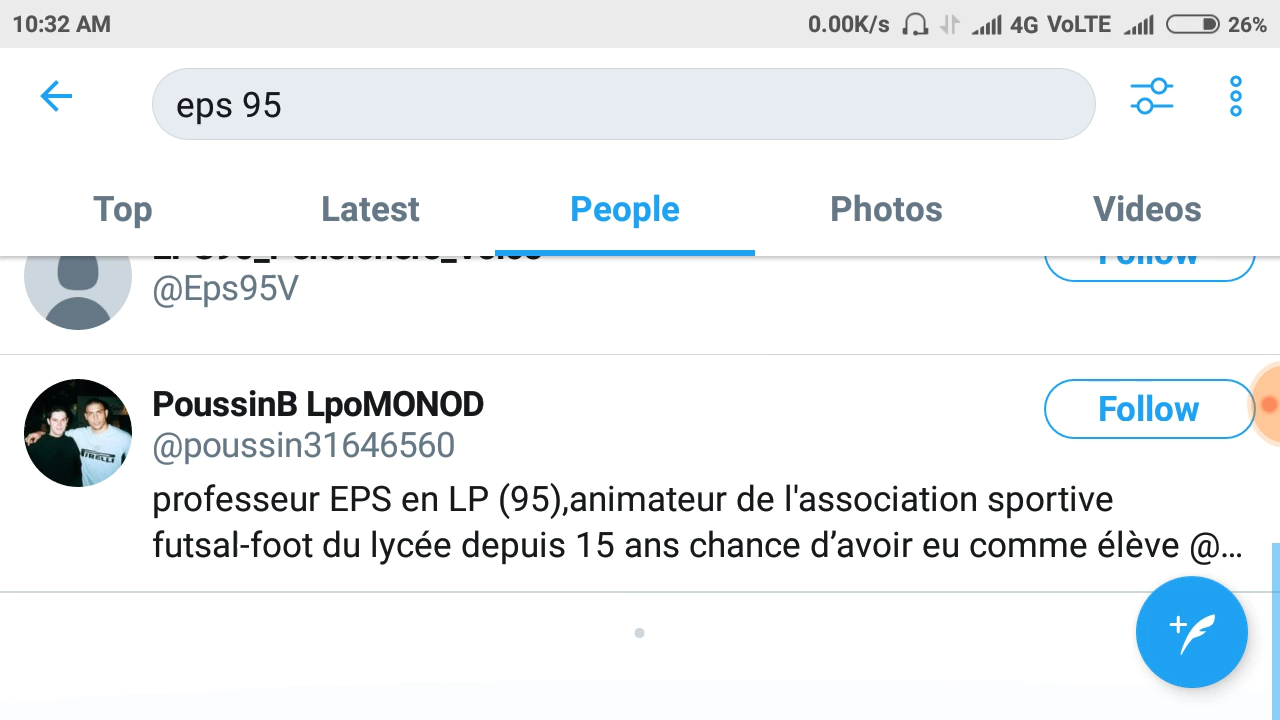 10:32 AM 0.00K/s 4G VoLTE 26%
eps 95
Top Latest People Photos Videos
@Eps95V
PoussinB LpoMONOD
Follow
@poussin31646560
professeur EPS en LP (95),animateur de l'association sportive
futsal-foot du lycée depuis 15 ans chance d’avoir eu comme élève @...